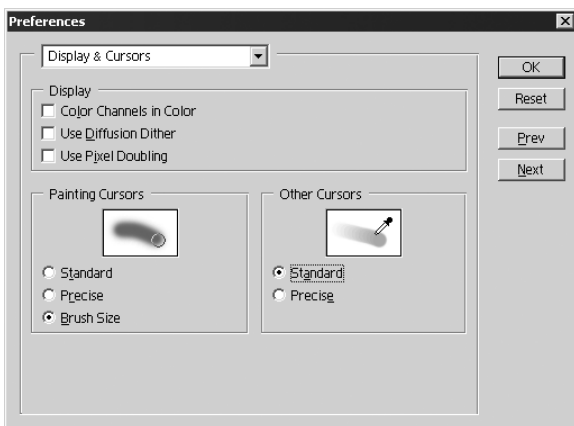 Preferences
Display & Cursors
OK
Reset
Prev
Next
Display
Color Channels in Color
Use Diffusion Dither
Use Pixel Doubling
Painting Cursors
Standard
Precise
Brush Size
Other Cursors
Standard
Precise